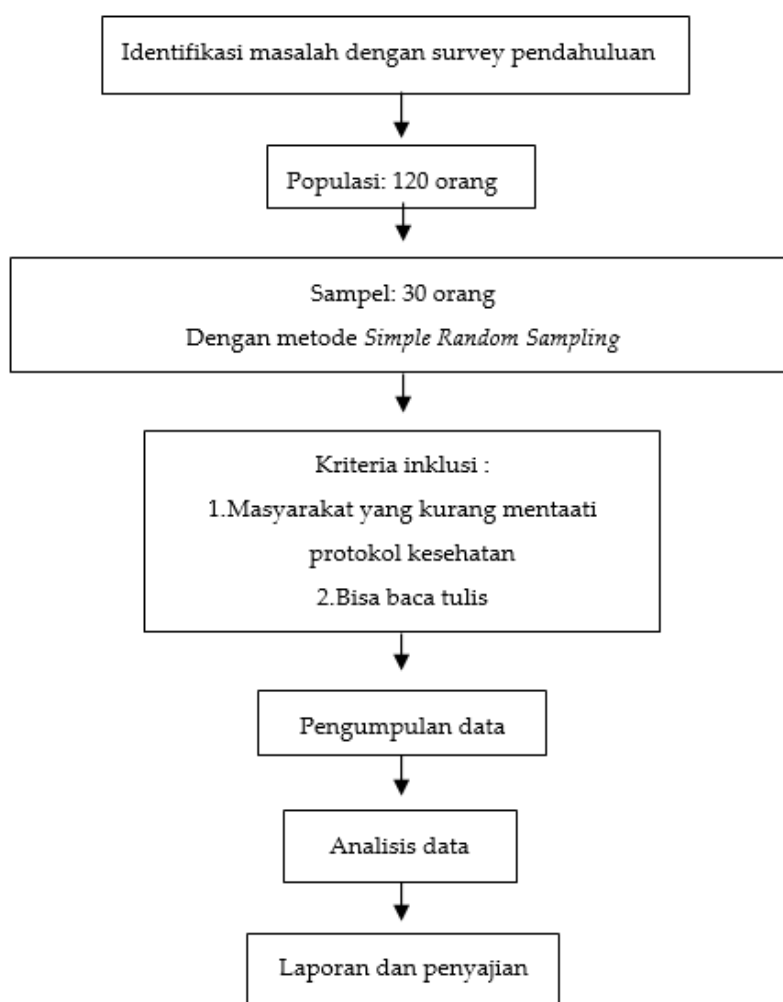 Identifikasi masalah dengan survey pendahuluan
Populasi: 120 orang
Sampel: 30 orang
Dengan metode Simple Random Sampling
Kriteria inklusi :
1.Masyarakat yang kurang mentaati
protokol kesehatan
2.Bisa baca tulis
Pengumpulan data
Analisis data
Laporan dan penyajian